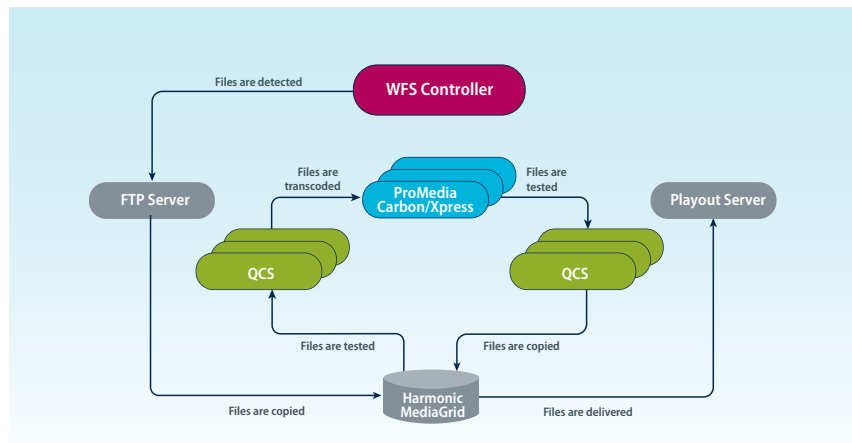 Files are detected
WFS Controller
Files are
transcoded
Files are
tested
FTP Server
ProMedia
Carbon/Xpress
Playout Server
QCS
QCS
Files are tested
Files are copied
Harmonic
MediaGrid
Files are copied
Files are delivered